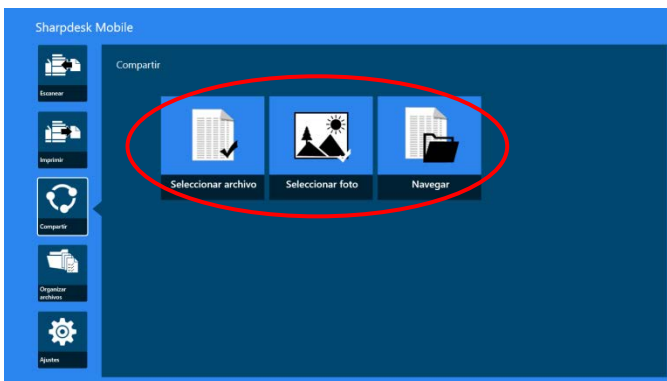 Sharpdesk Mobile
Escanear
Imprimir
Compartir
Organizar
archivos
Ajustes
Compartir
Seleccionar archivo
Seleccionar foto
Navegar